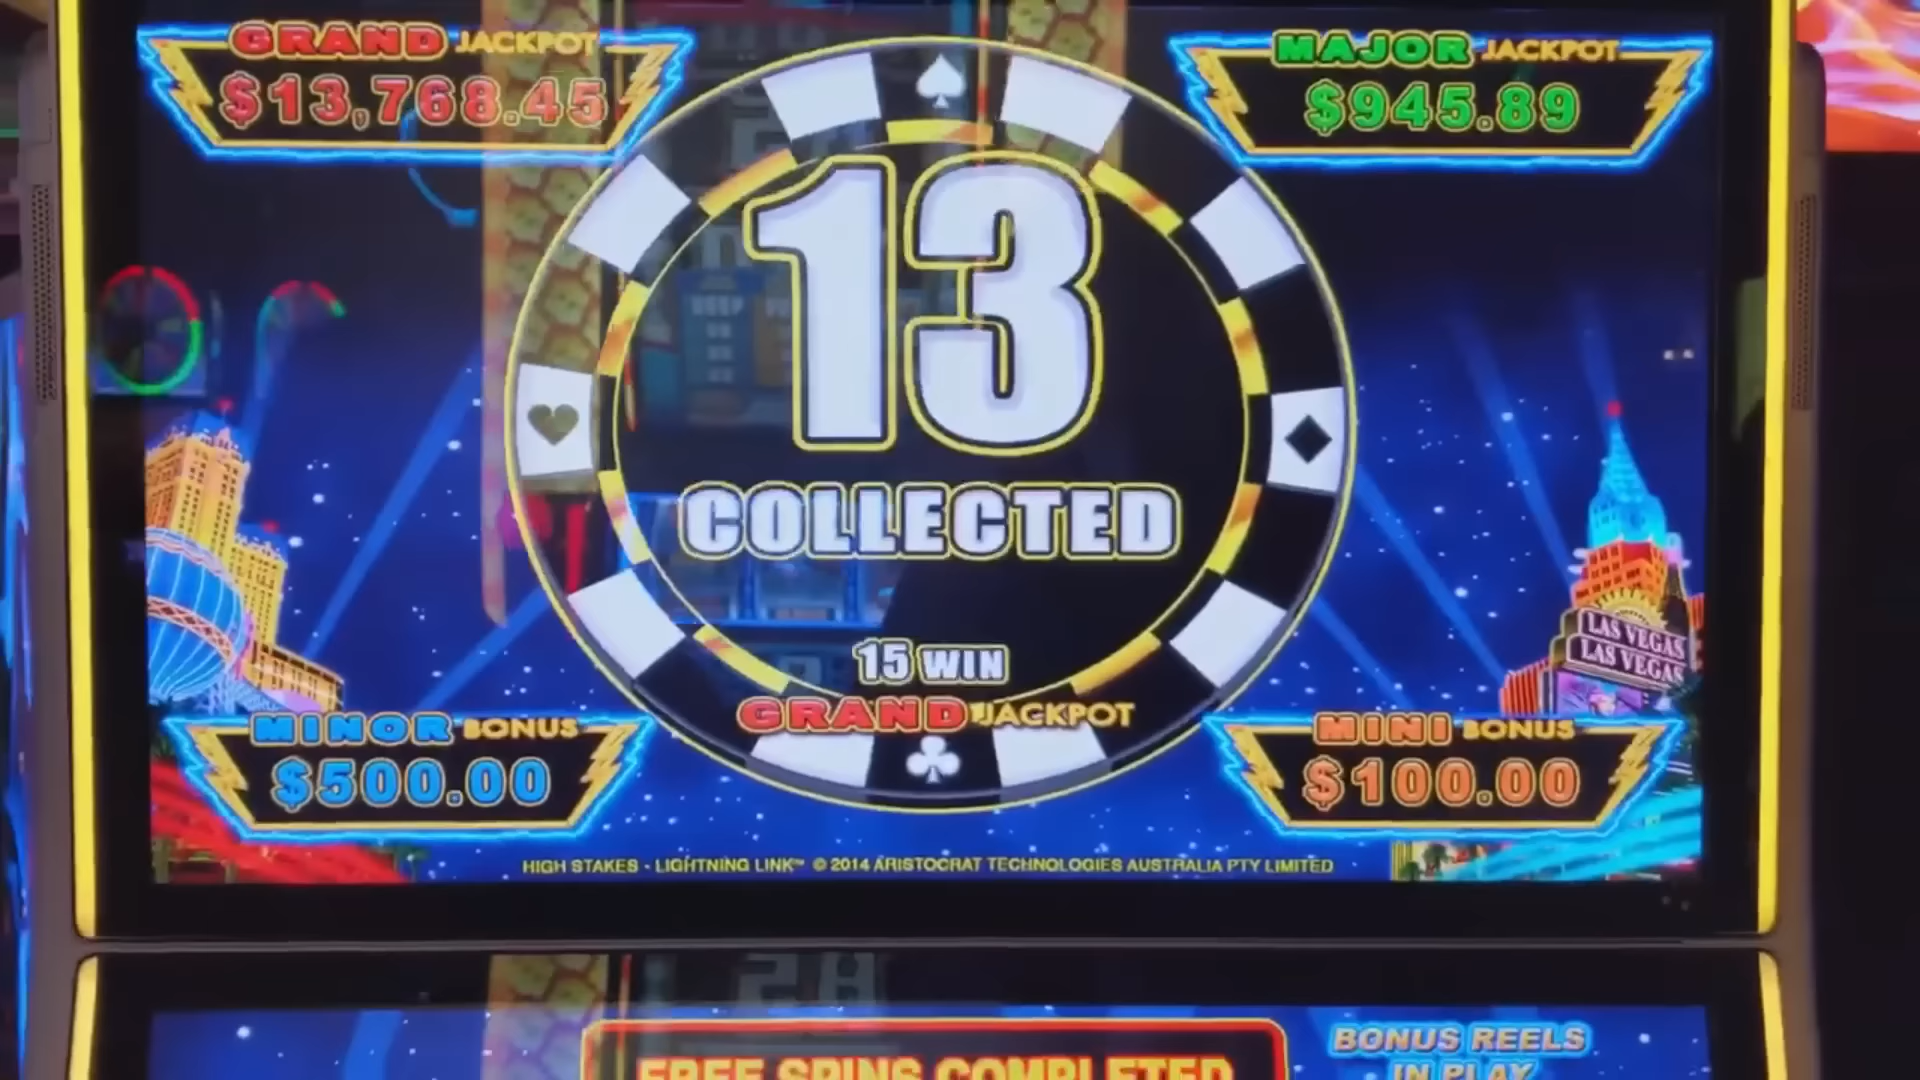 GRAND JACKPOT
$13,768.45
MAJOR JACKPOT
$945.89
13
COLLECTED
15 WIN
GRAND JACKPOT
LAS VEGAS
LAS VEGAS
MINOR BONUS
$500.00
MINI BONUS
$100.00
HIGH STAKES - LIGHTNING LINK™ © 2014 ARISTOCRAT TECHNOLOGIES AUSTRALIA PTY LIMITED
FREE SPINS COMPLETED
BONUS REELS
IN PLAY